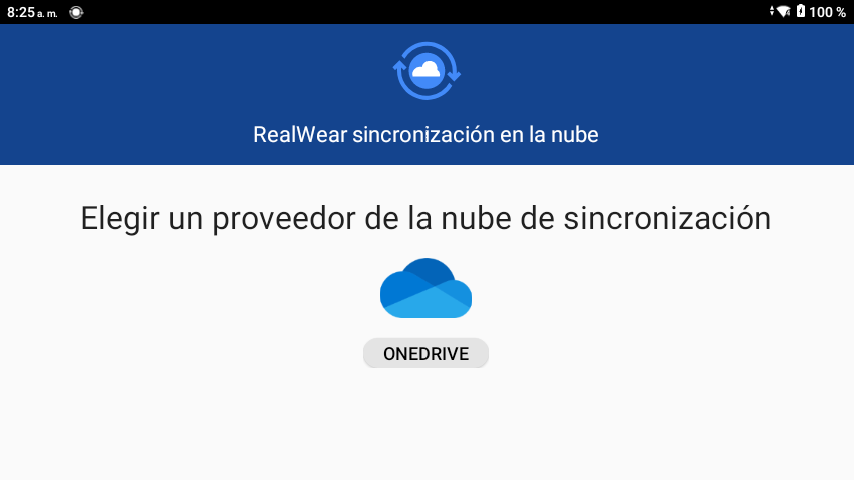 8:25 a. m.
100 %
RealWear sincronización en la nube
Elegir un proveedor de la nube de sincronización
ONEDRIVE